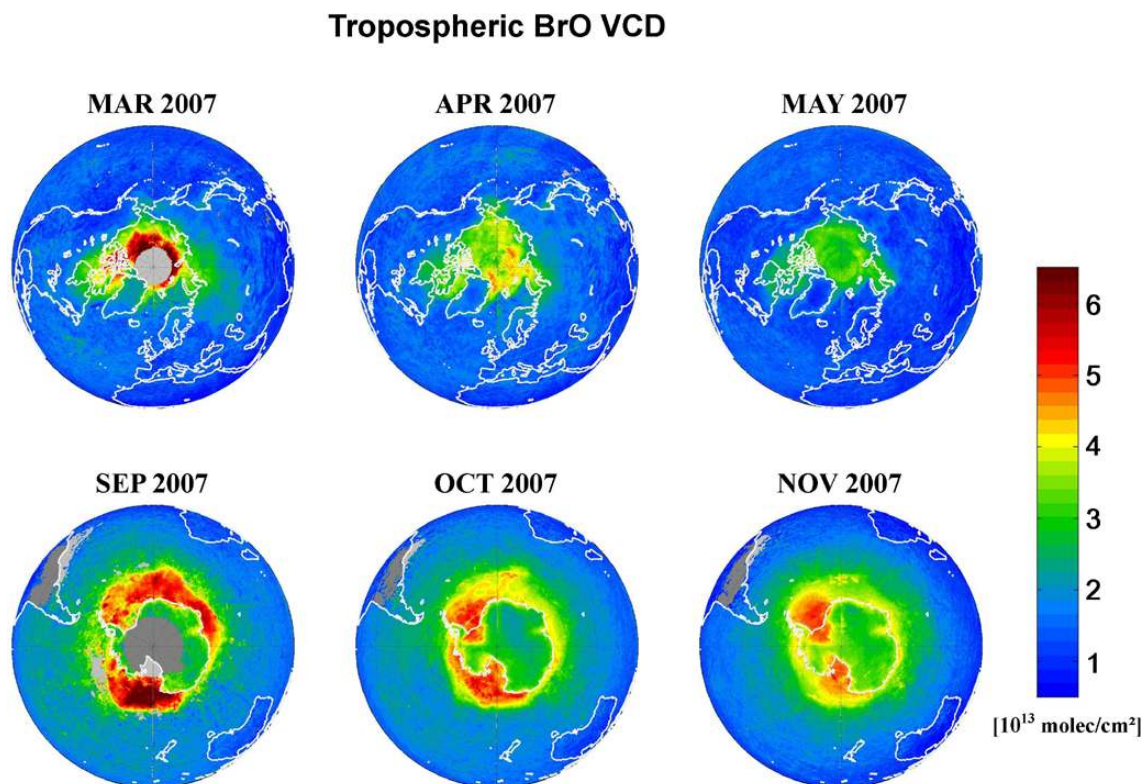 Tropospheric BrO VCD
MAR 2007
APR 2007
MAY 2007
SEP 2007
OCT 2007
NOV 2007
6
5
4
3
2
1
[10¹³ molec/cm²]